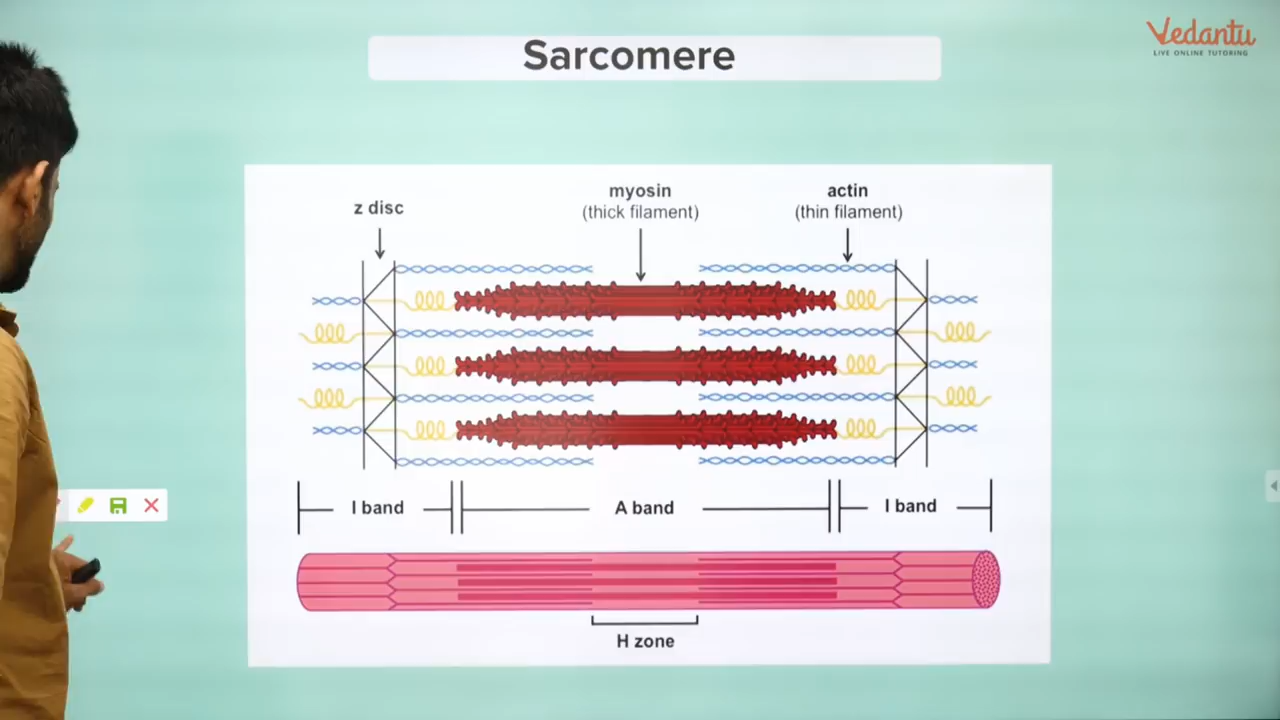 Sarcomere
Vedantu
LIVE ONLINE TUTORING
z disc
myosin
(thick filament)
actin
(thin filament)
I band
A band
I band
H zone